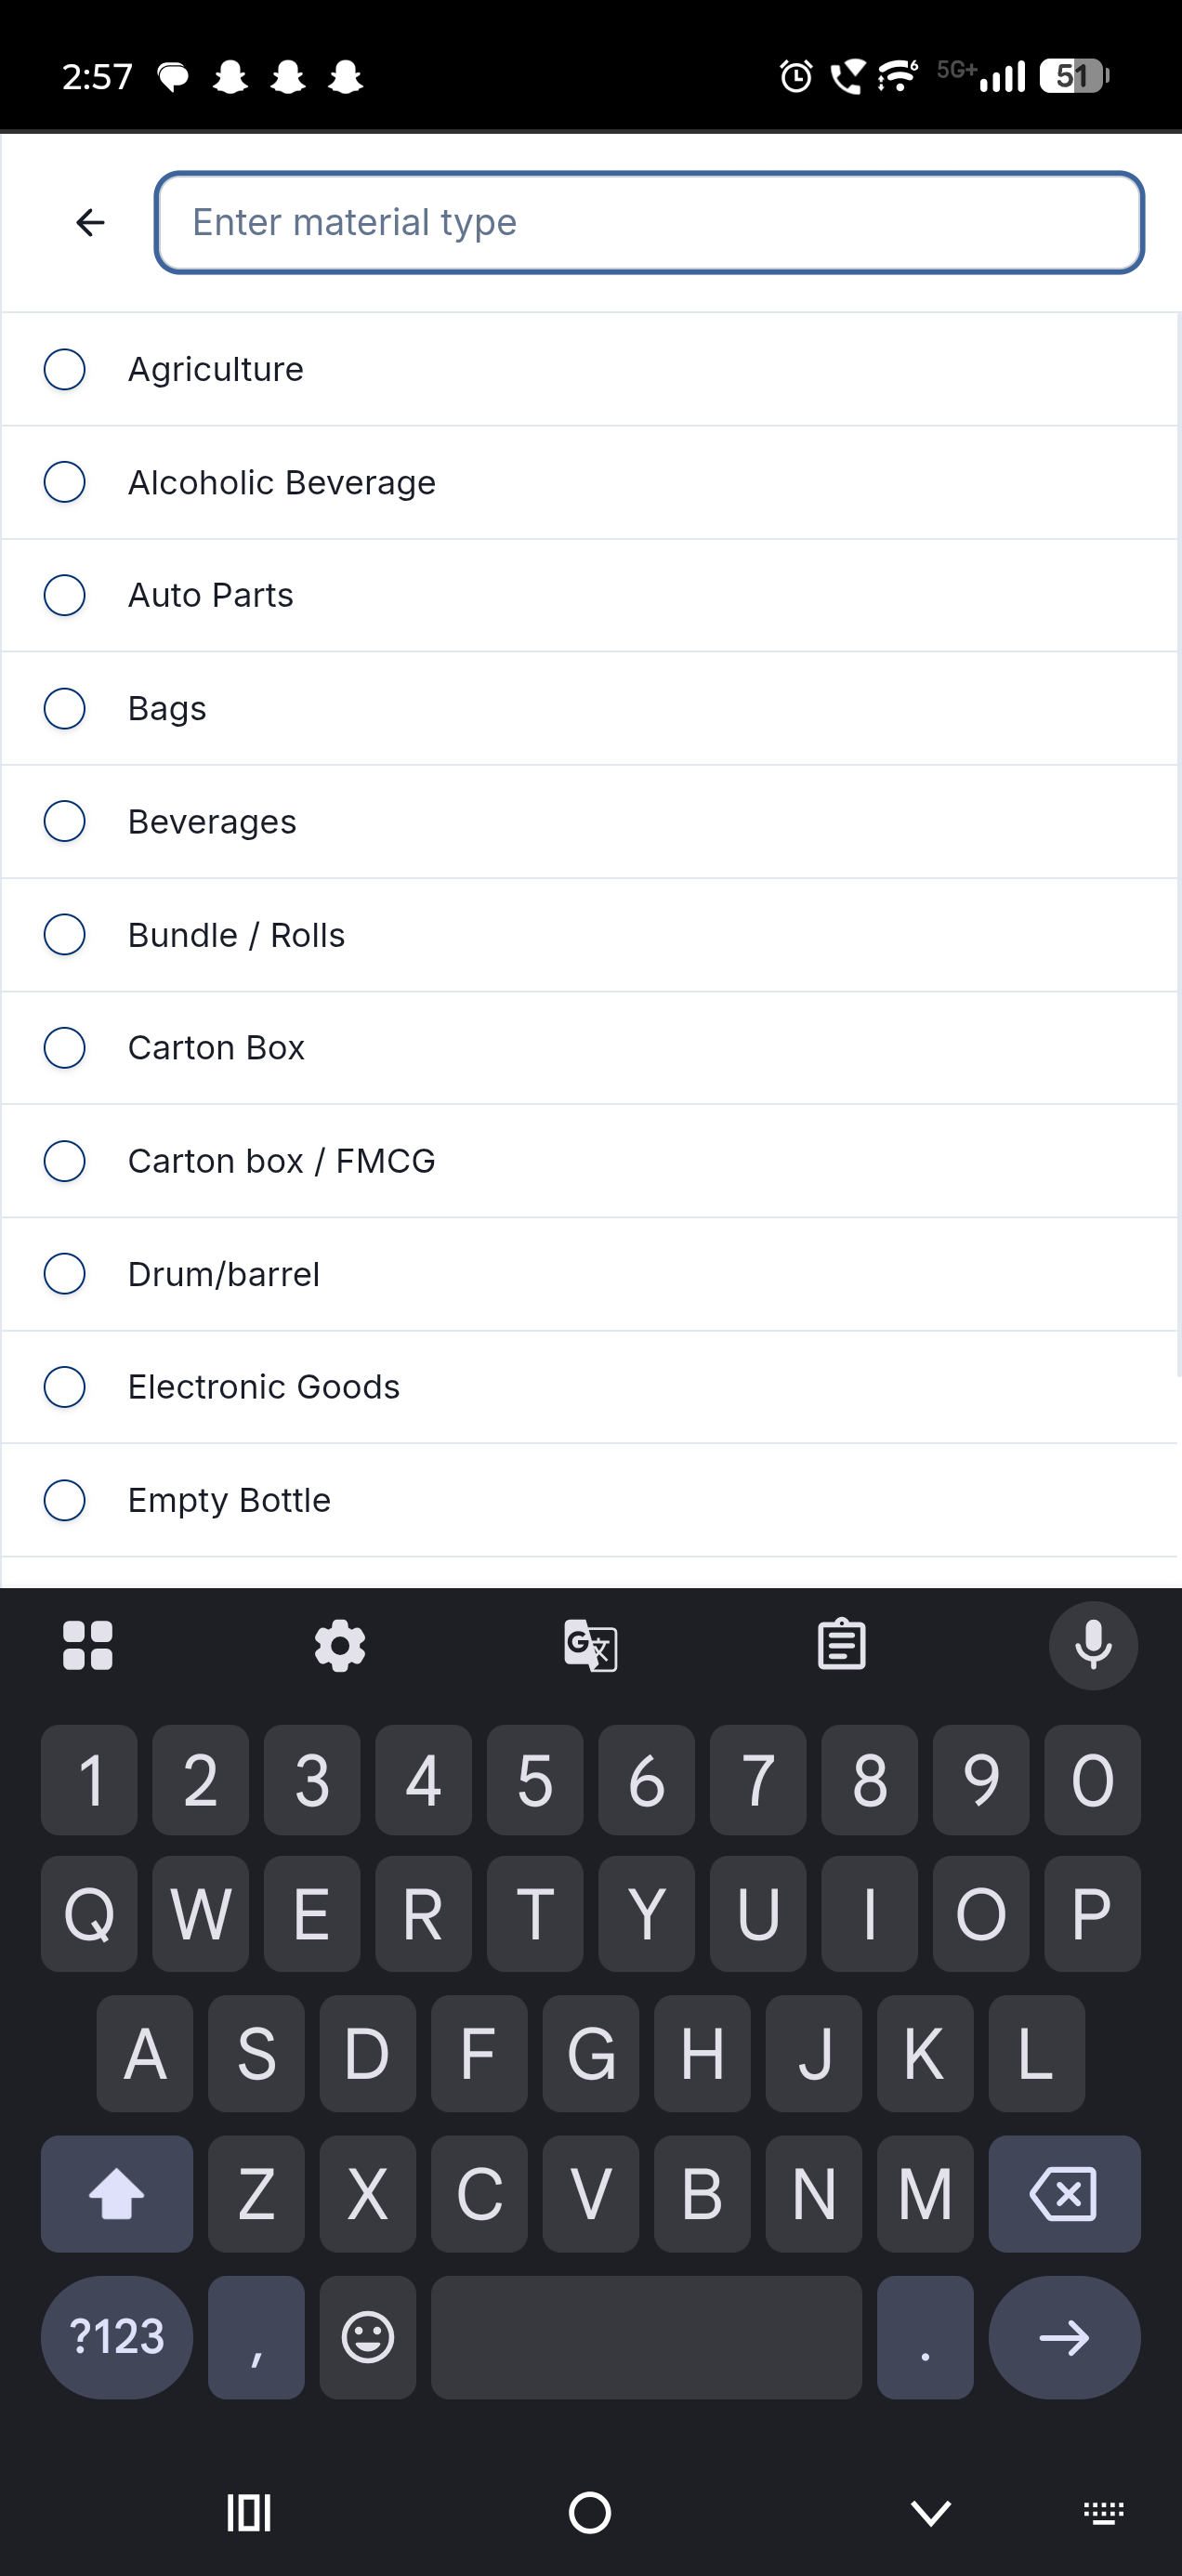 2:57 6 5G+ 51
Enter material type
Agriculture
Alcoholic Beverage
Auto Parts
Bags
Beverages
Bundle / Rolls
Carton Box
Carton box / FMCG
Drum/barrel
Electronic Goods
Empty Bottle
G 文
1 2 3 4 5 6 7 8 9 0
Q W E R T Y U I O P
A S D F G H J K L
Z X C V B N M
?123 , .